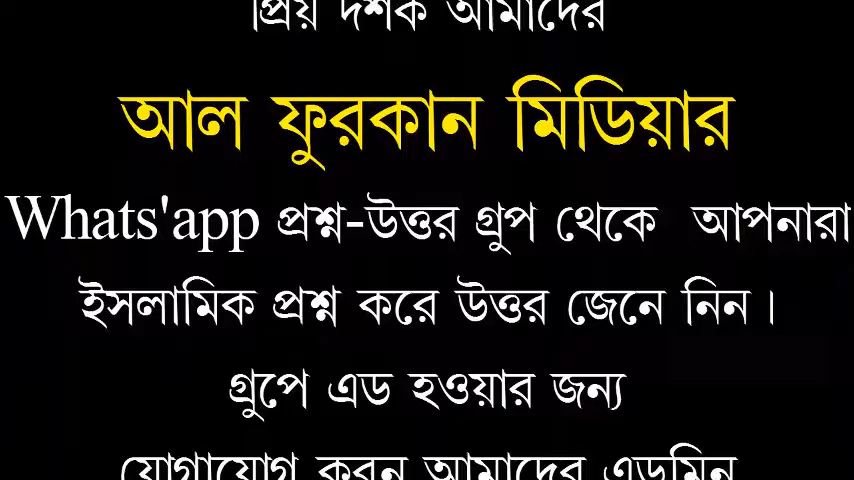 প্রিয় দর্শক আমাদের
আল ফুরকান মিডিয়ার
Whats'app প্রশ্ন-উত্তর গ্রুপ থেকে আপনারা
ইসলামিক প্রশ্ন করে উত্তর জেনে নিন।
গ্রুপে এড হওয়ার জন্য
যোগাযোগ করুন আমাদের এডমিন